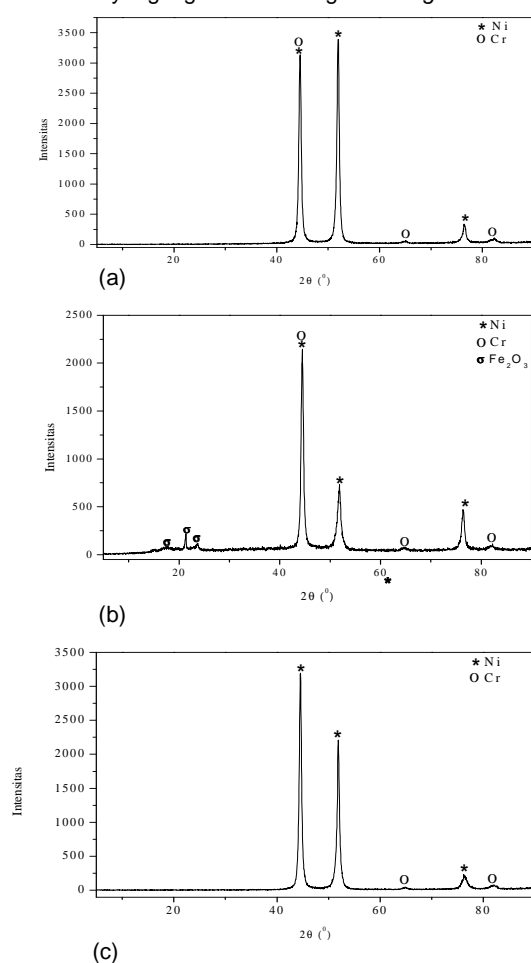 3500
3000
2500
2000
1500
1000
500
0
Intensitas
20 40 60 80
2θ (°)
* Ni
O Cr
O
*
*
O
*
O
(a)
2500
2000
1500
1000
500
0
Intensitas
20 40 60 80
2θ (°)
* Ni
O Cr
σ Fe₂O₃
O
*
*
*
σ
σ
σ
O
O
*
(b)
3500
3000
2500
2000
1500
1000
500
0
Intensitas
20 40 60 80
2θ (°)
* Ni
O Cr
*
*
O
*
O
(c)